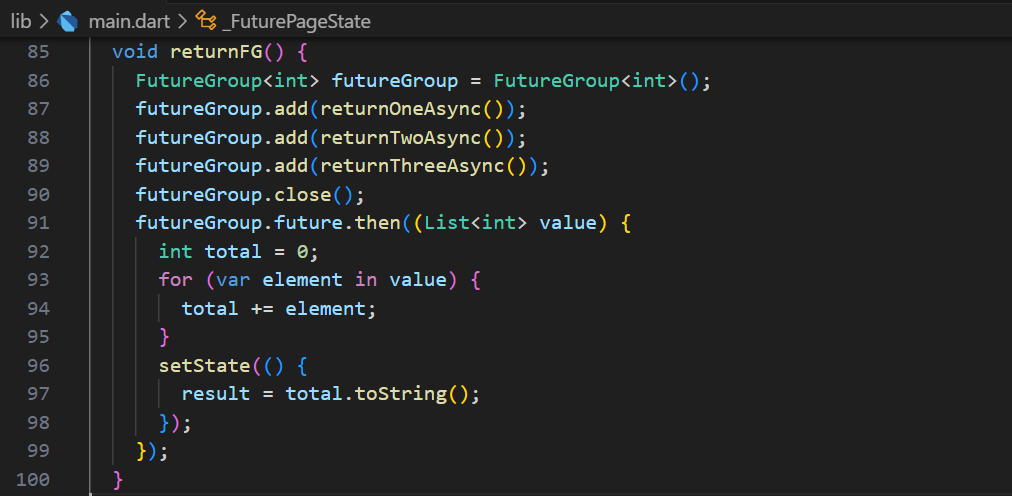 lib > main.dart > _FuturePageState
85 void returnFG() {
86 FutureGroup<int> futureGroup = FutureGroup<int>();
87 futureGroup.add(returnOneAsync());
88 futureGroup.add(returnTwoAsync());
89 futureGroup.add(returnThreeAsync());
90 futureGroup.close();
91 futureGroup.future.then((List<int> value) {
92 int total = 0;
93 for (var element in value) {
94 total += element;
95 }
96 setState(() {
97 result = total.toString();
98 });
99 });
100 }